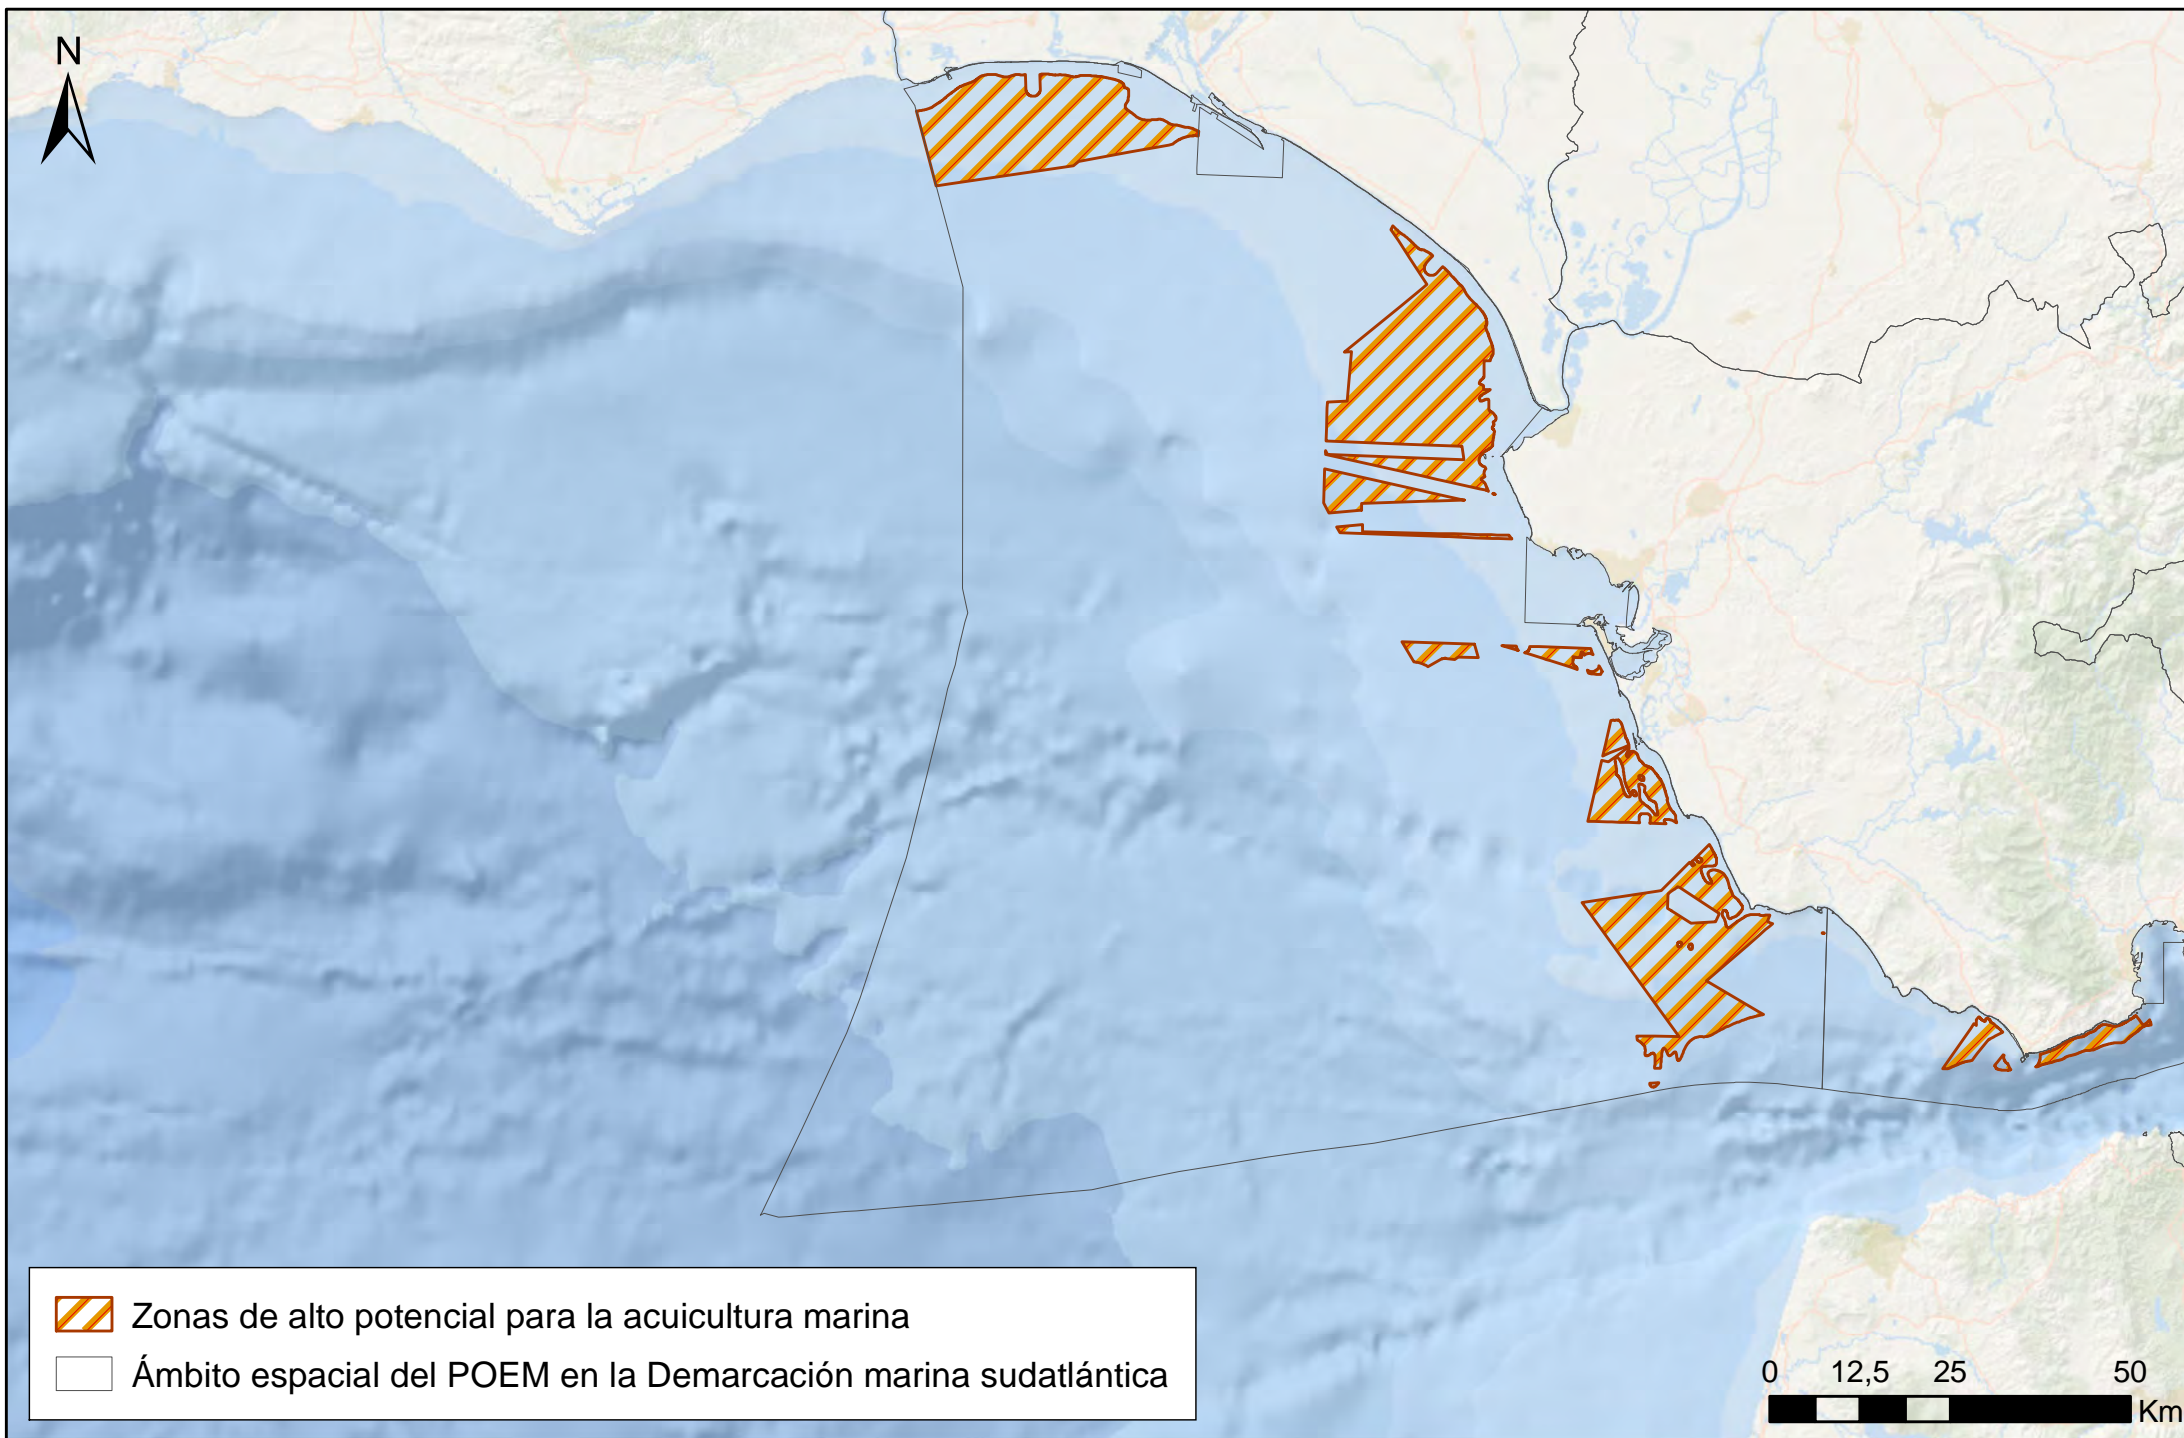 N
Zonas de alto potencial para la acuicultura marina
Ámbito espacial del POEM en la Demarcación marina sudatlántica
0 12,5 25 50
Km